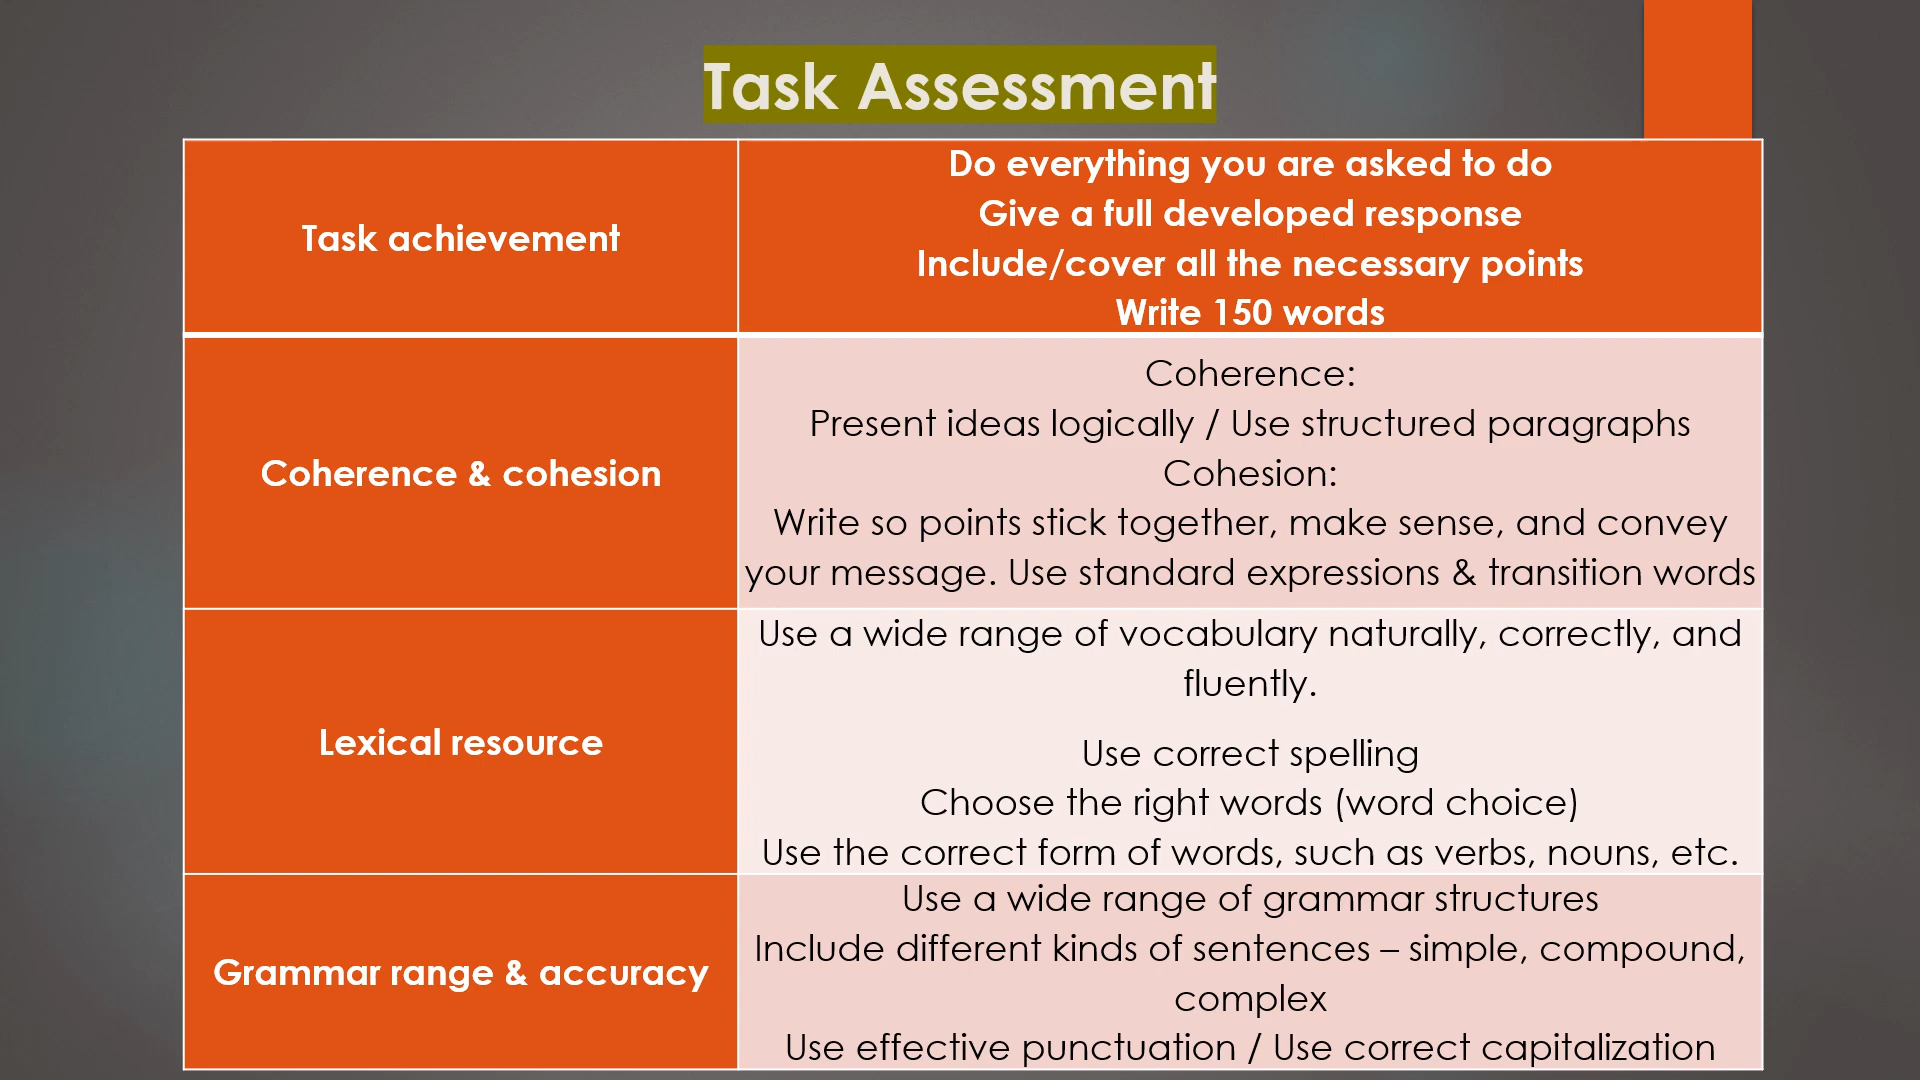 Task Assessment
Task achievement
Do everything you are asked to do
Give a full developed response
Include/cover all the necessary points
Write 150 words
Coherence & cohesion
Coherence:
Present ideas logically / Use structured paragraphs
Cohesion:
Write so points stick together, make sense, and convey
your message. Use standard expressions & transition words
Lexical resource
Use a wide range of vocabulary naturally, correctly, and
fluently.
Use correct spelling
Choose the right words (word choice)
Use the correct form of words, such as verbs, nouns, etc.
Grammar range & accuracy
Use a wide range of grammar structures
Include different kinds of sentences – simple, compound,
complex
Use effective punctuation / Use correct capitalization